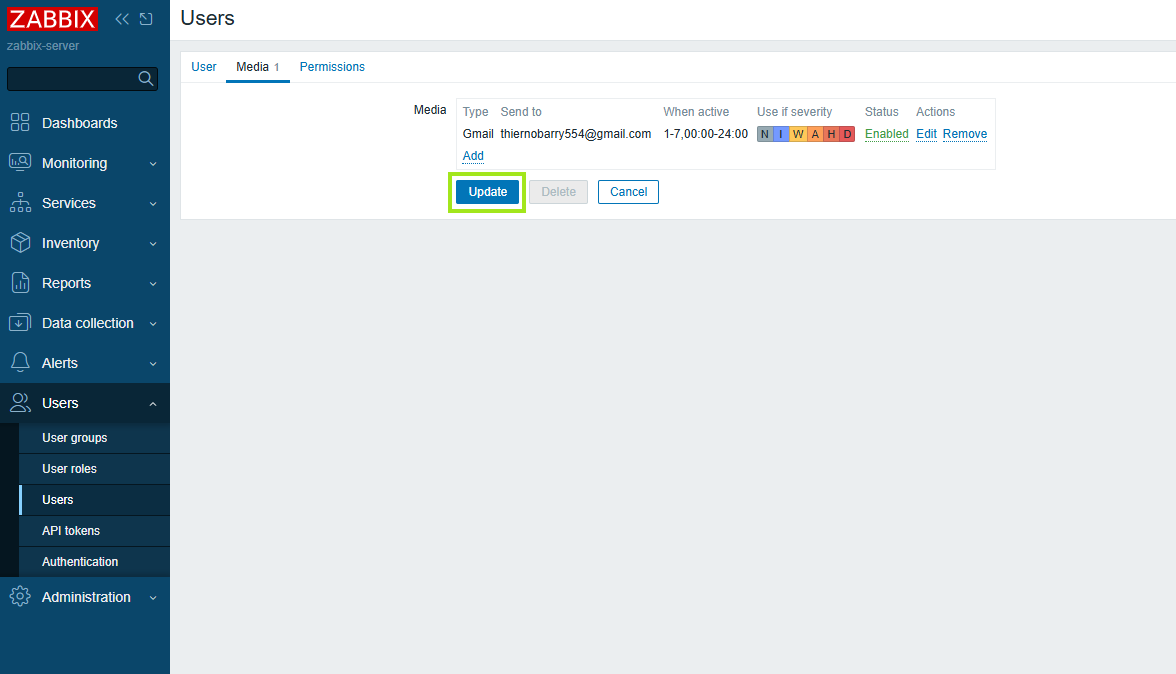 ZABBIX
zabbix-server
Dashboards
Monitoring
Services
Inventory
Reports
Data collection
Alerts
Users
User groups
User roles
Users
API tokens
Authentication
Administration
Users
User Media 1 Permissions
Media
Type Send to When active Use if severity Status Actions
Gmail thiernobarry554@gmail.com 1-7,00:00-24:00 N I W A H D Enabled Edit Remove
Add
Update Delete Cancel